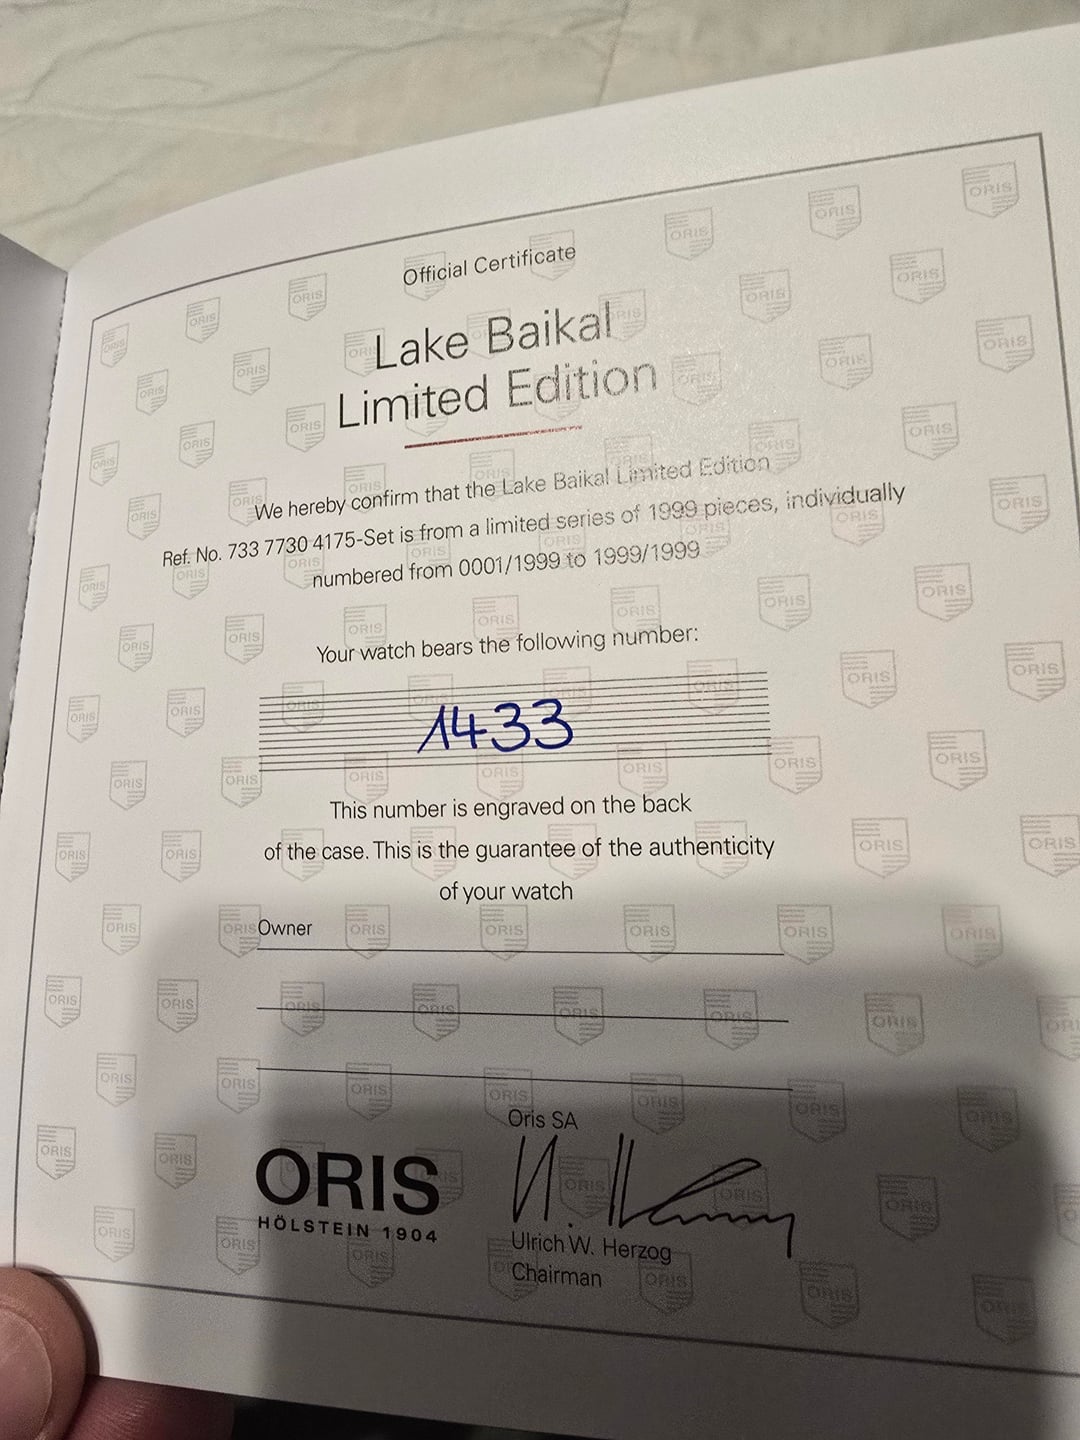 Official Certificate
Lake Baikal
Limited Edition
We hereby confirm that the Lake Baikal Limited Edition
Ref. No. 733 7730 4175-Set is from a limited series of 1999 pieces, individually
numbered from 0001/1999 to 1999/1999
Your watch bears the following number:
1433
This number is engraved on the back
of the case. This is the guarantee of the authenticity
of your watch
Owner
Oris SA
ORIS
HÖLSTEIN 1904
Ulrich W. Herzog
Chairman